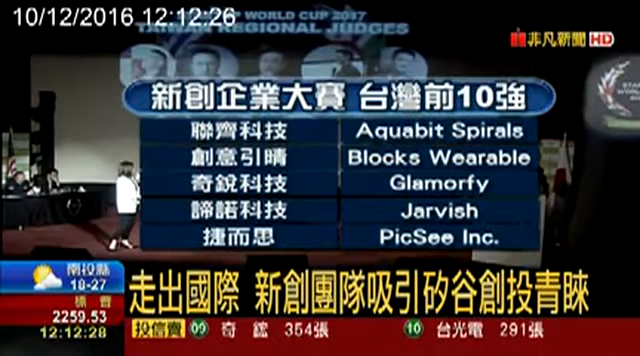 10/12/2016 12:12:26
WORLD CUP 2017
TAIWAN REGIONAL JUDGES
非凡新聞HD
新創企業大賽 台灣前10強
聯齊科技 Aquabit Spirals
創意引晴 Blocks Wearable
奇銳科技 Glamorfy
諦諾科技 Jarvish
捷而思 PicSee Inc.
走出國際 新創團隊吸引矽谷創投青睞
南投縣
18-27
標普
2259.53
12:12:28
投信賣 09 奇鋐 354張 10 台光電 291張